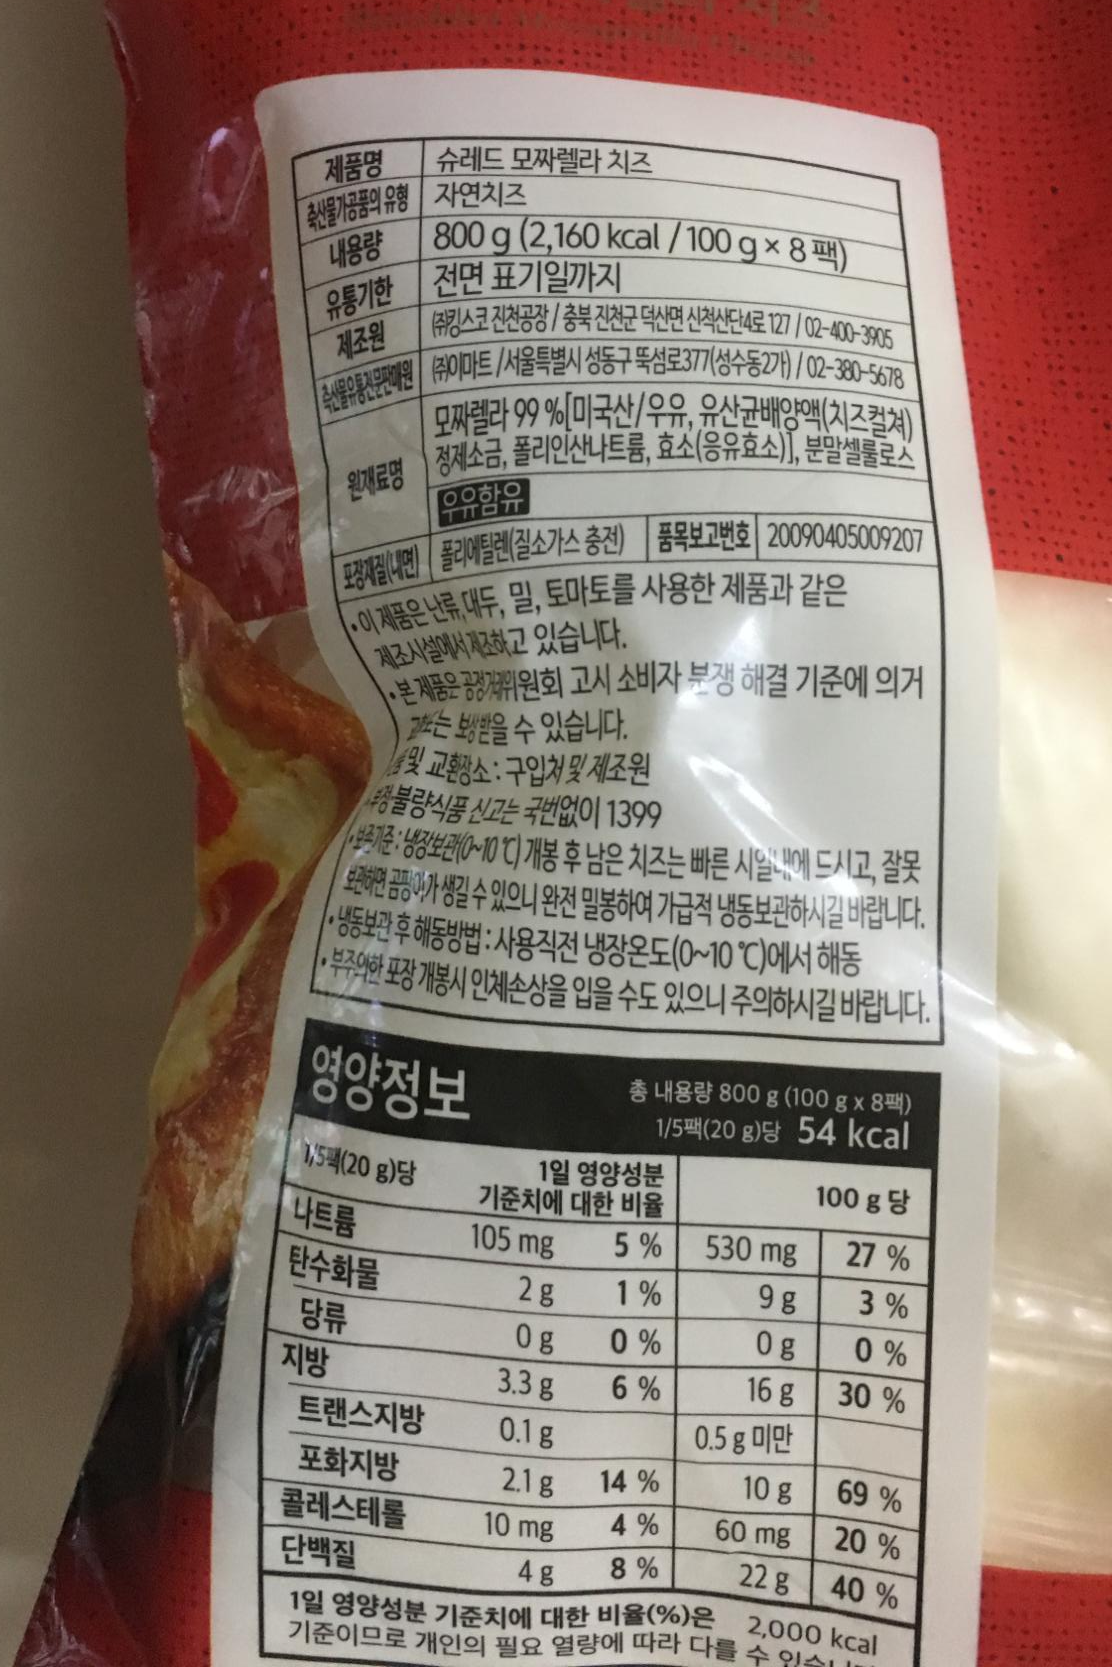 제품명 슈레드 모짜렐라 치즈
축산물가공품의 유형 자연치즈
내용량 800 g (2,160 kcal / 100 g × 8 팩)
유통기한 전면 표기일까지
제조원 ㈜킹스코 진천공장 / 충북 진천군 덕산면 신척산단4로 127 / 02-400-3905
축산물유통전문판매원 ㈜이마트 / 서울특별시 성동구 뚝섬로377(성수동2가) / 02-380-5678
원재료명 모짜렐라 99 %[미국산/우유, 유산균배양액(치즈컬쳐)
정제소금, 폴리인산나트륨, 효소(응유효소)], 분말셀룰로스
우유함유
포장재질(내면) 폴리에틸렌(질소가스 충전) 품목보고번호 20090405009207
•이 제품은 난류, 대두, 밀, 토마토를 사용한 제품과 같은
제조시설에서 제조하고 있습니다.
•본 제품은 공정거래위원회 고시 소비자 분쟁 해결 기준에 의거
교환또는 보상받을 수 있습니다.
및 교환장소 : 구입처 및 제조원
부정·불량식품 신고는 국번없이 1399
•보존기준 : 냉장보관(0~10 ℃) 개봉 후 남은 치즈는 빠른 시일내에 드시고, 잘못
보관하면 곰팡이가 생길 수 있으니 완전 밀봉하여 가급적 냉동보관하시길 바랍니다.
•냉동보관 후 해동방법 : 사용직전 냉장온도(0~10 ℃)에서 해동
•부주의한 포장 개봉시 인체손상을 입을 수도 있으니 주의하시길 바랍니다.
영양정보 총 내용량 800 g (100 g x 8팩)
1/5팩(20 g)당 54 kcal
1/5팩(20 g)당 1일 영양성분
기준치에 대한 비율 100 g 당
나트륨 105 mg 5 % 530 mg 27 %
탄수화물 2 g 1 % 9 g 3 %
당류 0 g 0 % 0 g 0 %
지방 3.3 g 6 % 16 g 30 %
트랜스지방 0.1 g 0.5 g 미만
포화지방 2.1 g 14 % 10 g 69 %
콜레스테롤 10 mg 4 % 60 mg 20 %
단백질 4 g 8 % 22 g 40 %
1일 영양성분 기준치에 대한 비율(%)은 2,000 kcal
기준이므로 개인의 필요 열량에 따라 다를 수